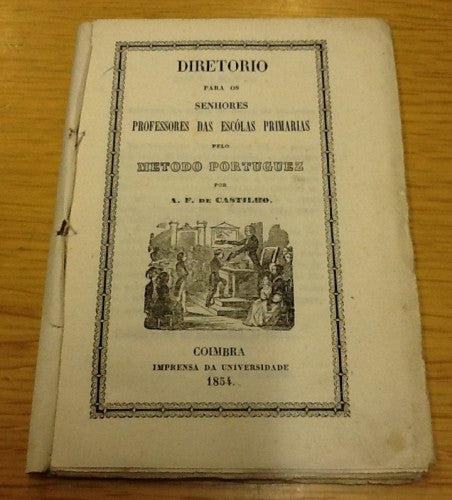 DIRETORIO
PARA OS
SENHORES
PROFESSORES DAS ESCÓLAS PRIMARIAS
PELO
METODO PORTUGUEZ
POR
A. F. DE CASTILHO.
COIMBRA
IMPRENSA DA UNIVERSIDADE
1854.